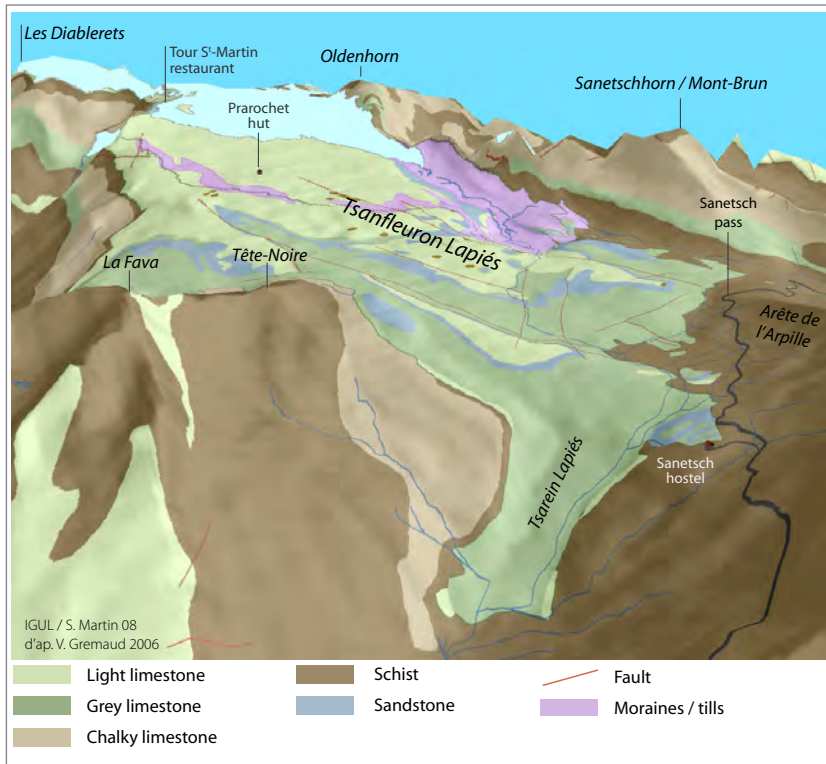 Les Diablerets
Tour Sᵗ-Martin
restaurant
Oldenhorn
Sanetschhorn / Mont-Brun
Prarochet
hut
Sanetsch
pass
Tsanfleuron Lapiés
La Fava
Tête-Noire
Arête de
l'Arpille
Tsarein Lapiés
Sanetsch
hostel
IGUL / S. Martin 08
d'ap. V. Gremaud 2006
Light limestone
Grey limestone
Chalky limestone
Schist
Sandstone
Fault
Moraines / tills